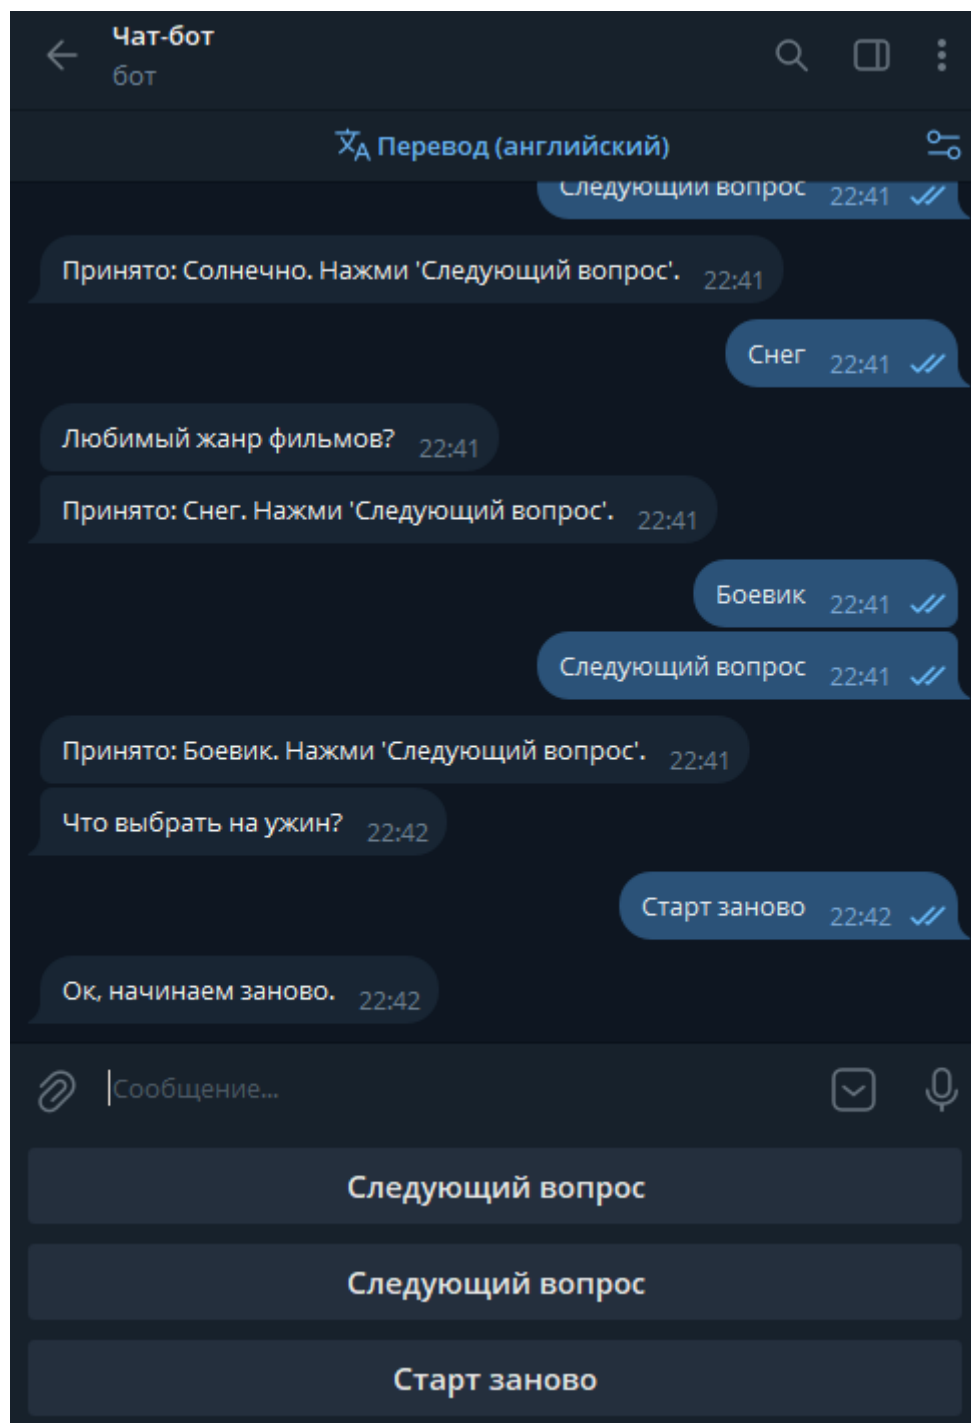 Чат-бот
бот
Перевод (английский)
Следующий вопрос 22:41
Принято: Солнечно. Нажми 'Следующий вопрос'. 22:41
Снег 22:41
Любимый жанр фильмов? 22:41
Принято: Снег. Нажми 'Следующий вопрос'. 22:41
Боевик 22:41
Следующий вопрос 22:41
Принято: Боевик. Нажми 'Следующий вопрос'. 22:41
Что выбрать на ужин? 22:42
Старт заново 22:42
Ок, начинаем заново. 22:42
Сообщение...
Следующий вопрос
Следующий вопрос
Старт заново